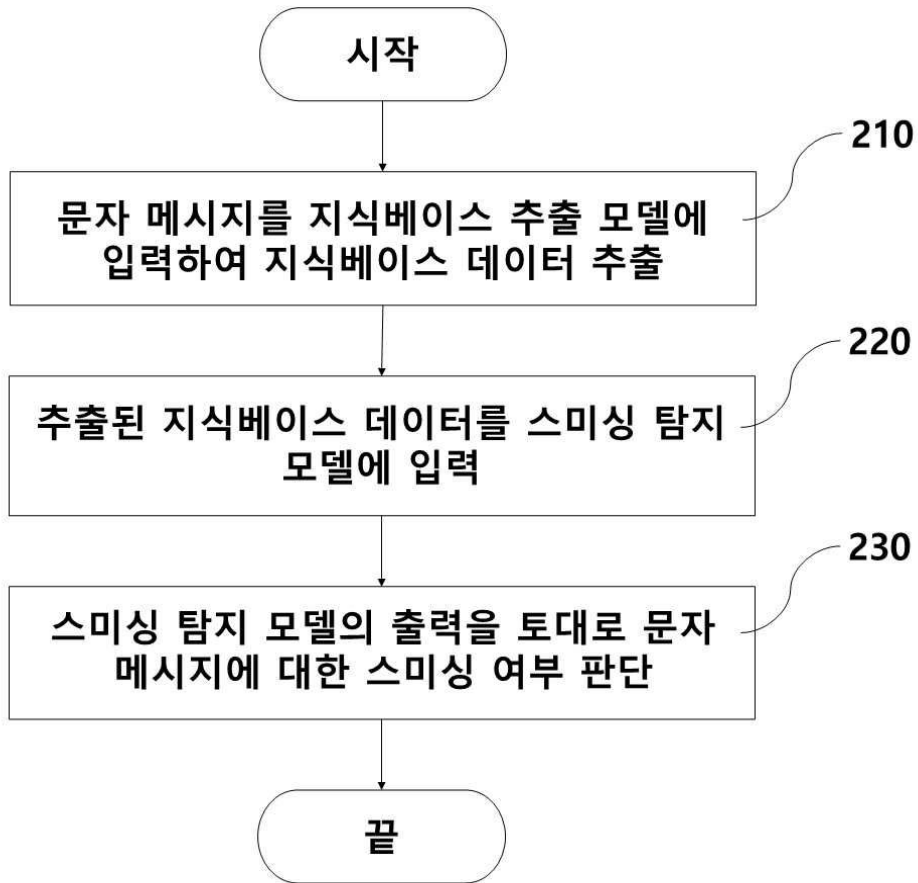 시작
210
문자 메시지를 지식베이스 추출 모델에
입력하여 지식베이스 데이터 추출
220
추출된 지식베이스 데이터를 스미싱 탐지
모델에 입력
230
스미싱 탐지 모델의 출력을 토대로 문자
메시지에 대한 스미싱 여부 판단
끝